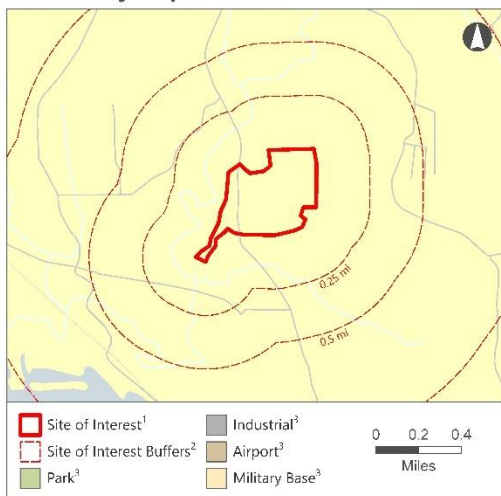 0.25 mi
0.5 mi
Site of Interest¹
Site of Interest Buffers²
Park³
Industrial³
Airport³
Military Base³
0 0.2 0.4
Miles